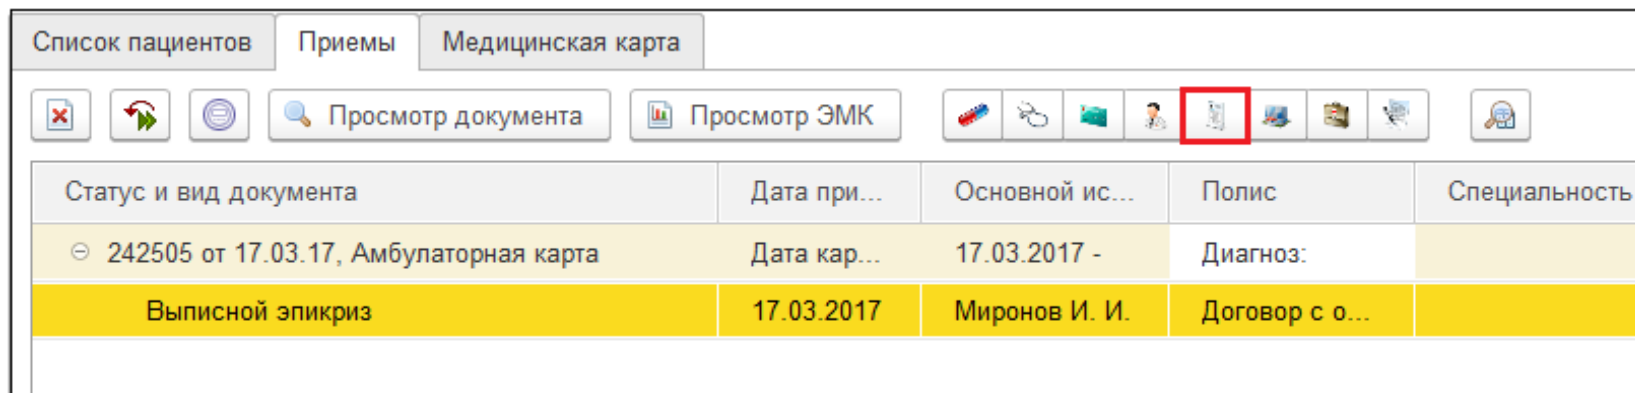 Список пациентов Приемы Медицинская карта
Просмотр документа Просмотр ЭМК
Статус и вид документа Дата при... Основной ис... Полис Специальность
242505 от 17.03.17, Амбулаторная карта Дата кар... 17.03.2017 - Диагноз:
Выписной эпикриз 17.03.2017 Миронов И. И. Договор с о...